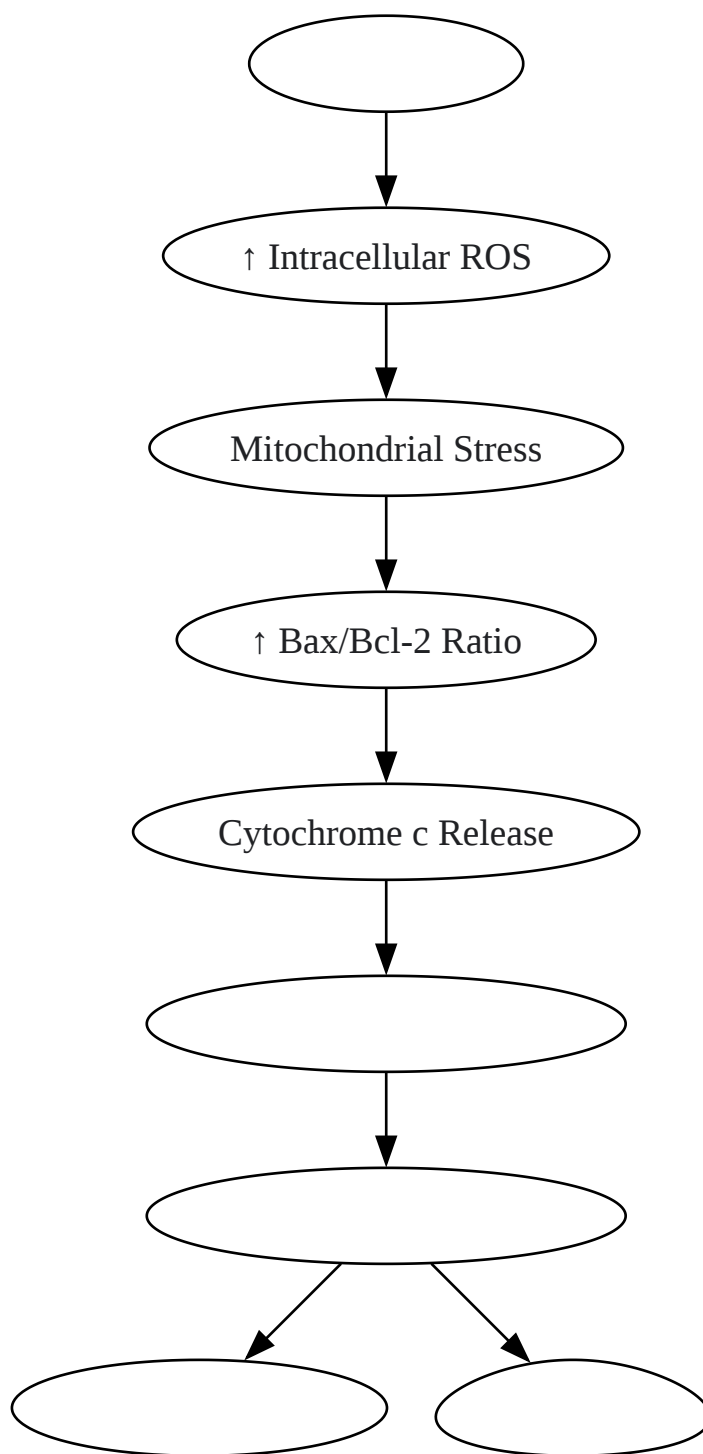 ↑ Intracellular ROS
Mitochondrial Stress
↑ Bax/Bcl-2 Ratio
Cytochrome c Release